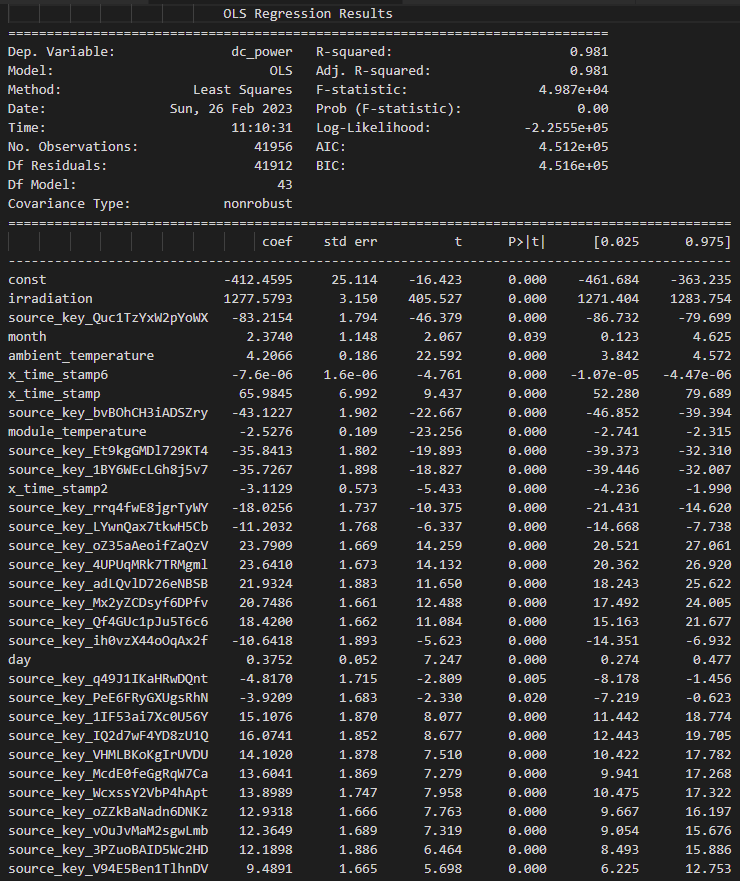 OLS Regression Results
==============================================================================
Dep. Variable: dc_power R-squared: 0.981
Model: OLS Adj. R-squared: 0.981
Method: Least Squares F-statistic: 4.987e+04
Date: Sun, 26 Feb 2023 Prob (F-statistic): 0.00
Time: 11:10:31 Log-Likelihood: -2.2555e+05
No. Observations: 41956 AIC: 4.512e+05
Df Residuals: 41912 BIC: 4.516e+05
Df Model: 43
Covariance Type: nonrobust
==============================================================================================
coef std err t P>|t| [0.025 0.975]
----------------------------------------------------------------------------------------------
const -412.4595 25.114 -16.423 0.000 -461.684 -363.235
irradiation 1277.5793 3.150 405.527 0.000 1271.404 1283.754
source_key_Quc1TzYxW2pYoWX -83.2154 1.794 -46.379 0.000 -86.732 -79.699
month 2.3740 1.148 2.067 0.039 0.123 4.625
ambient_temperature 4.2066 0.186 22.592 0.000 3.842 4.572
x_time_stamp6 -7.6e-06 1.6e-06 -4.761 0.000 -1.07e-05 -4.47e-06
x_time_stamp 65.9845 6.992 9.437 0.000 52.280 79.689
source_key_bvBOhCH3iADSZry -43.1227 1.902 -22.667 0.000 -46.852 -39.394
module_temperature -2.5276 0.109 -23.256 0.000 -2.741 -2.315
source_key_Et9kgGMDl729KT4 -35.8413 1.802 -19.893 0.000 -39.373 -32.310
source_key_1BY6WEcLGh8j5v7 -35.7267 1.898 -18.827 0.000 -39.446 -32.007
x_time_stamp2 -3.1129 0.573 -5.433 0.000 -4.236 -1.990
source_key_rrq4fwE8jgrTyWY -18.0256 1.737 -10.375 0.000 -21.431 -14.620
source_key_LYwnQax7tkwH5Cb -11.2032 1.768 -6.337 0.000 -14.668 -7.738
source_key_oZ35aAeoifZaQzV 23.7909 1.669 14.259 0.000 20.521 27.061
source_key_4UPUqMRk7TRMgml 23.6410 1.673 14.132 0.000 20.362 26.920
source_key_adLQvlD726eNBSB 21.9324 1.883 11.650 0.000 18.243 25.622
source_key_Mx2yZCDsyf6DPfv 20.7486 1.661 12.488 0.000 17.492 24.005
source_key_Qf4GUc1pJu5T6c6 18.4200 1.662 11.084 0.000 15.163 21.677
source_key_ih0vzX44oOqAx2f -10.6418 1.893 -5.623 0.000 -14.351 -6.932
day 0.3752 0.052 7.247 0.000 0.274 0.477
source_key_q49J1IKaHRwDQnt -4.8170 1.715 -2.809 0.005 -8.178 -1.456
source_key_PeE6FRyGXUgsRhN -3.9209 1.683 -2.330 0.020 -7.219 -0.623
source_key_1IF53ai7Xc0U56Y 15.1076 1.870 8.077 0.000 11.442 18.774
source_key_IQ2d7wF4YD8zU1Q 16.0741 1.852 8.677 0.000 12.443 19.705
source_key_VHMLBKoKgIrUVDU 14.1020 1.878 7.510 0.000 10.422 17.782
source_key_McdE0feGgRqW7Ca 13.6041 1.869 7.279 0.000 9.941 17.268
source_key_WcxssY2VbP4hApt 13.8989 1.747 7.958 0.000 10.475 17.322
source_key_oZZkBaNadn6DNKz 12.9318 1.666 7.763 0.000 9.667 16.197
source_key_vOuJvMaM2sgwLmb 12.3649 1.689 7.319 0.000 9.054 15.676
source_key_3PZuoBAID5Wc2HD 12.1898 1.886 6.464 0.000 8.493 15.886
source_key_V94E5Ben1TlhnDV 9.4891 1.665 5.698 0.000 6.225 12.753